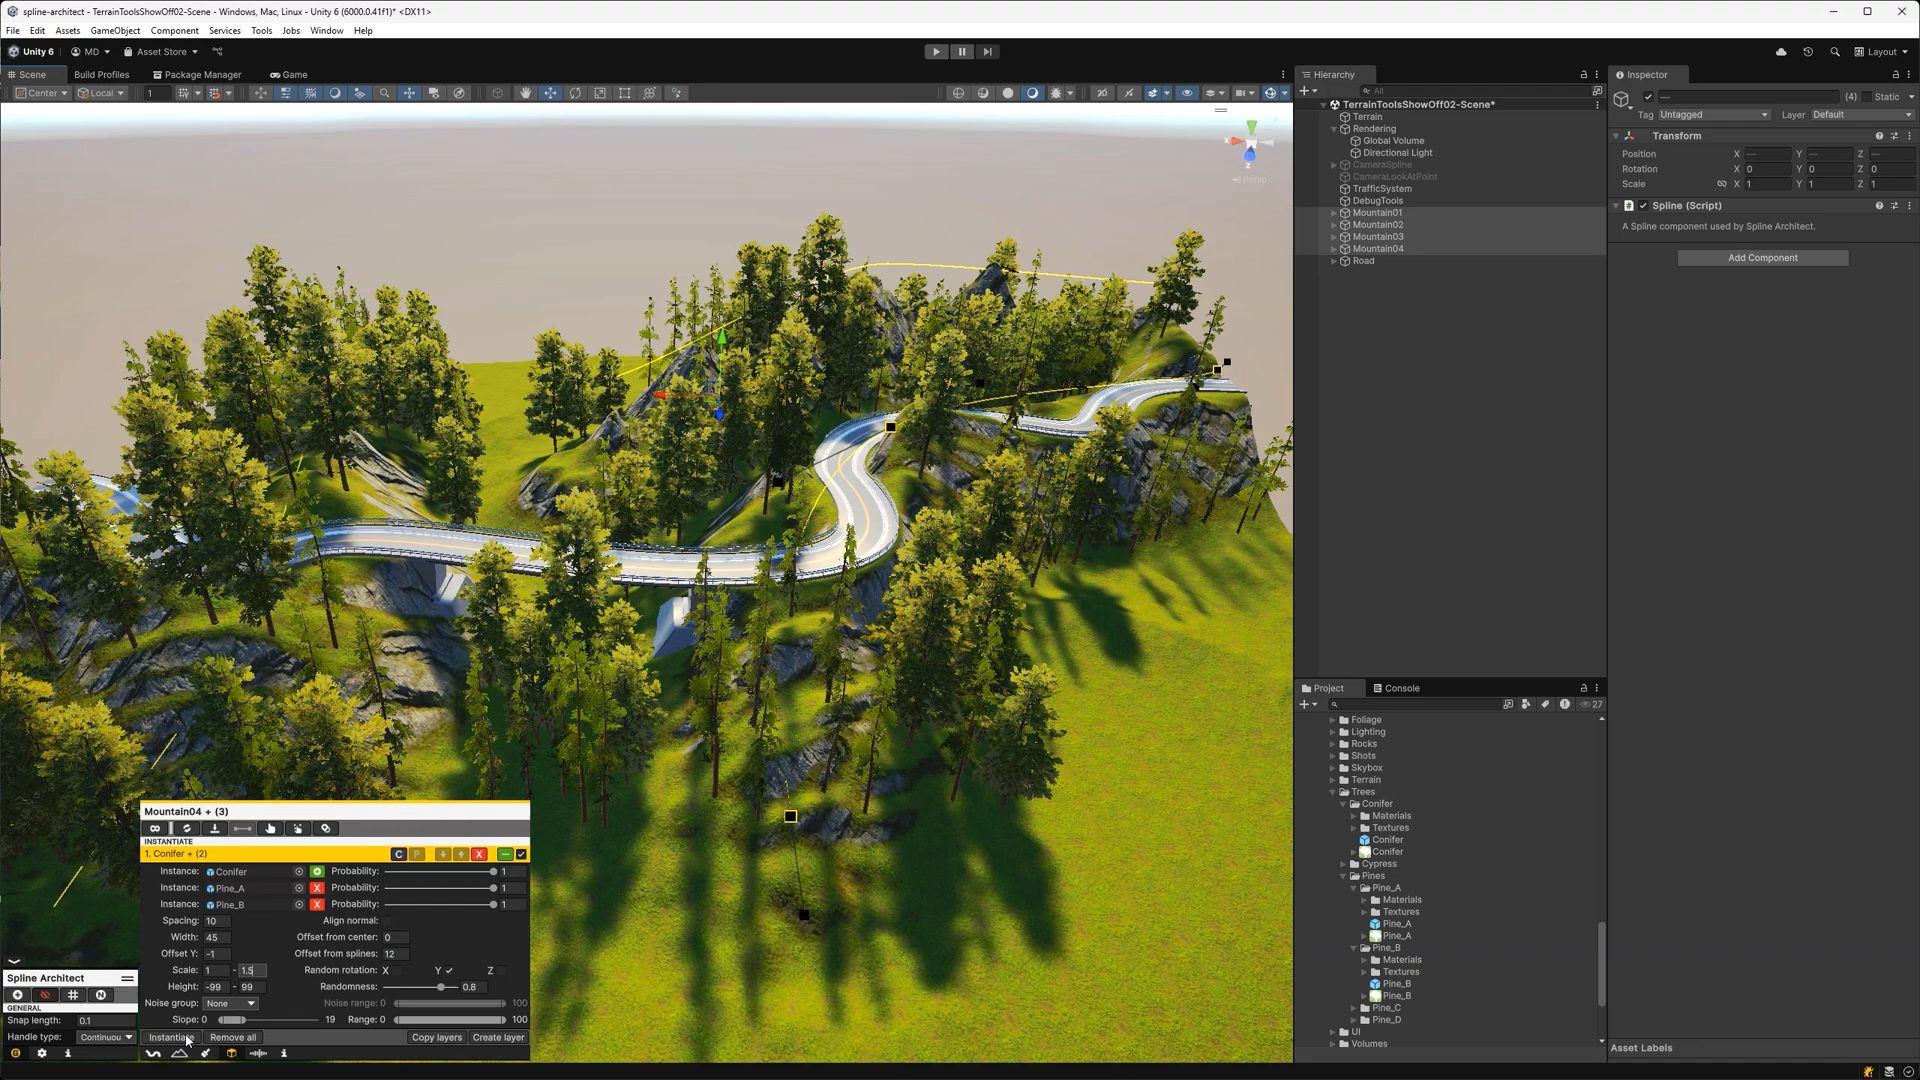 spline-architect - TerrainToolsShowOff02-Scene - Windows, Mac, Linux - Unity 6 (6000.0.41f1)* <DX11>
File Edit Assets GameObject Component Services Tools Jobs Window Help
Unity 6 MD Asset Store Layout
Scene Build Profiles Package Manager Game
Center Local 1
Persp
Hierarchy
All
TerrainToolsShowOff02-Scene*
Terrain
Rendering
Global Volume
Directional Light
CameraSpline
CameraLookAtPoint
TrafficSystem
DebugTools
Mountain01
Mountain02
Mountain03
Mountain04
Road
Inspector
— (4) Static
Tag Untagged Layer Default
Transform
Position X — Y — Z —
Rotation X 0 Y 0 Z 0
Scale X 1 Y 1 Z 1
Spline (Script)
A Spline component used by Spline Architect.
Add Component
Project Console
27
Foliage
Lighting
Rocks
Shots
Skybox
Terrain
Trees
Conifer
Materials
Textures
Conifer
Conifer
Cypress
Pines
Pine_A
Materials
Textures
Pine_A
Pine_A
Pine_B
Materials
Textures
Pine_B
Pine_B
Pine_C
Pine_D
UI
Volumes
Asset Labels
Mountain04 + (3)
INSTANTIATE
1. Conifer + (2) C P X
Instance: Conifer Probability: 1
Instance: Pine_A X Probability: 1
Instance: Pine_B X Probability: 1
Spacing: 10 Align normal:
Width: 45 Offset from center: 0
Offset Y: -1 Offset from splines: 12
Scale: 1 - 1.5 Random rotation: X Y Z
Height: -99 - 99 Randomness: 0.8
Noise group: None Noise range: 0 100
Slope: 0 19 Range: 0 100
Instantiate Remove all Copy layers Create layer
Spline Architect
N
GENERAL
Snap length: 0.1
Handle type: Continuou